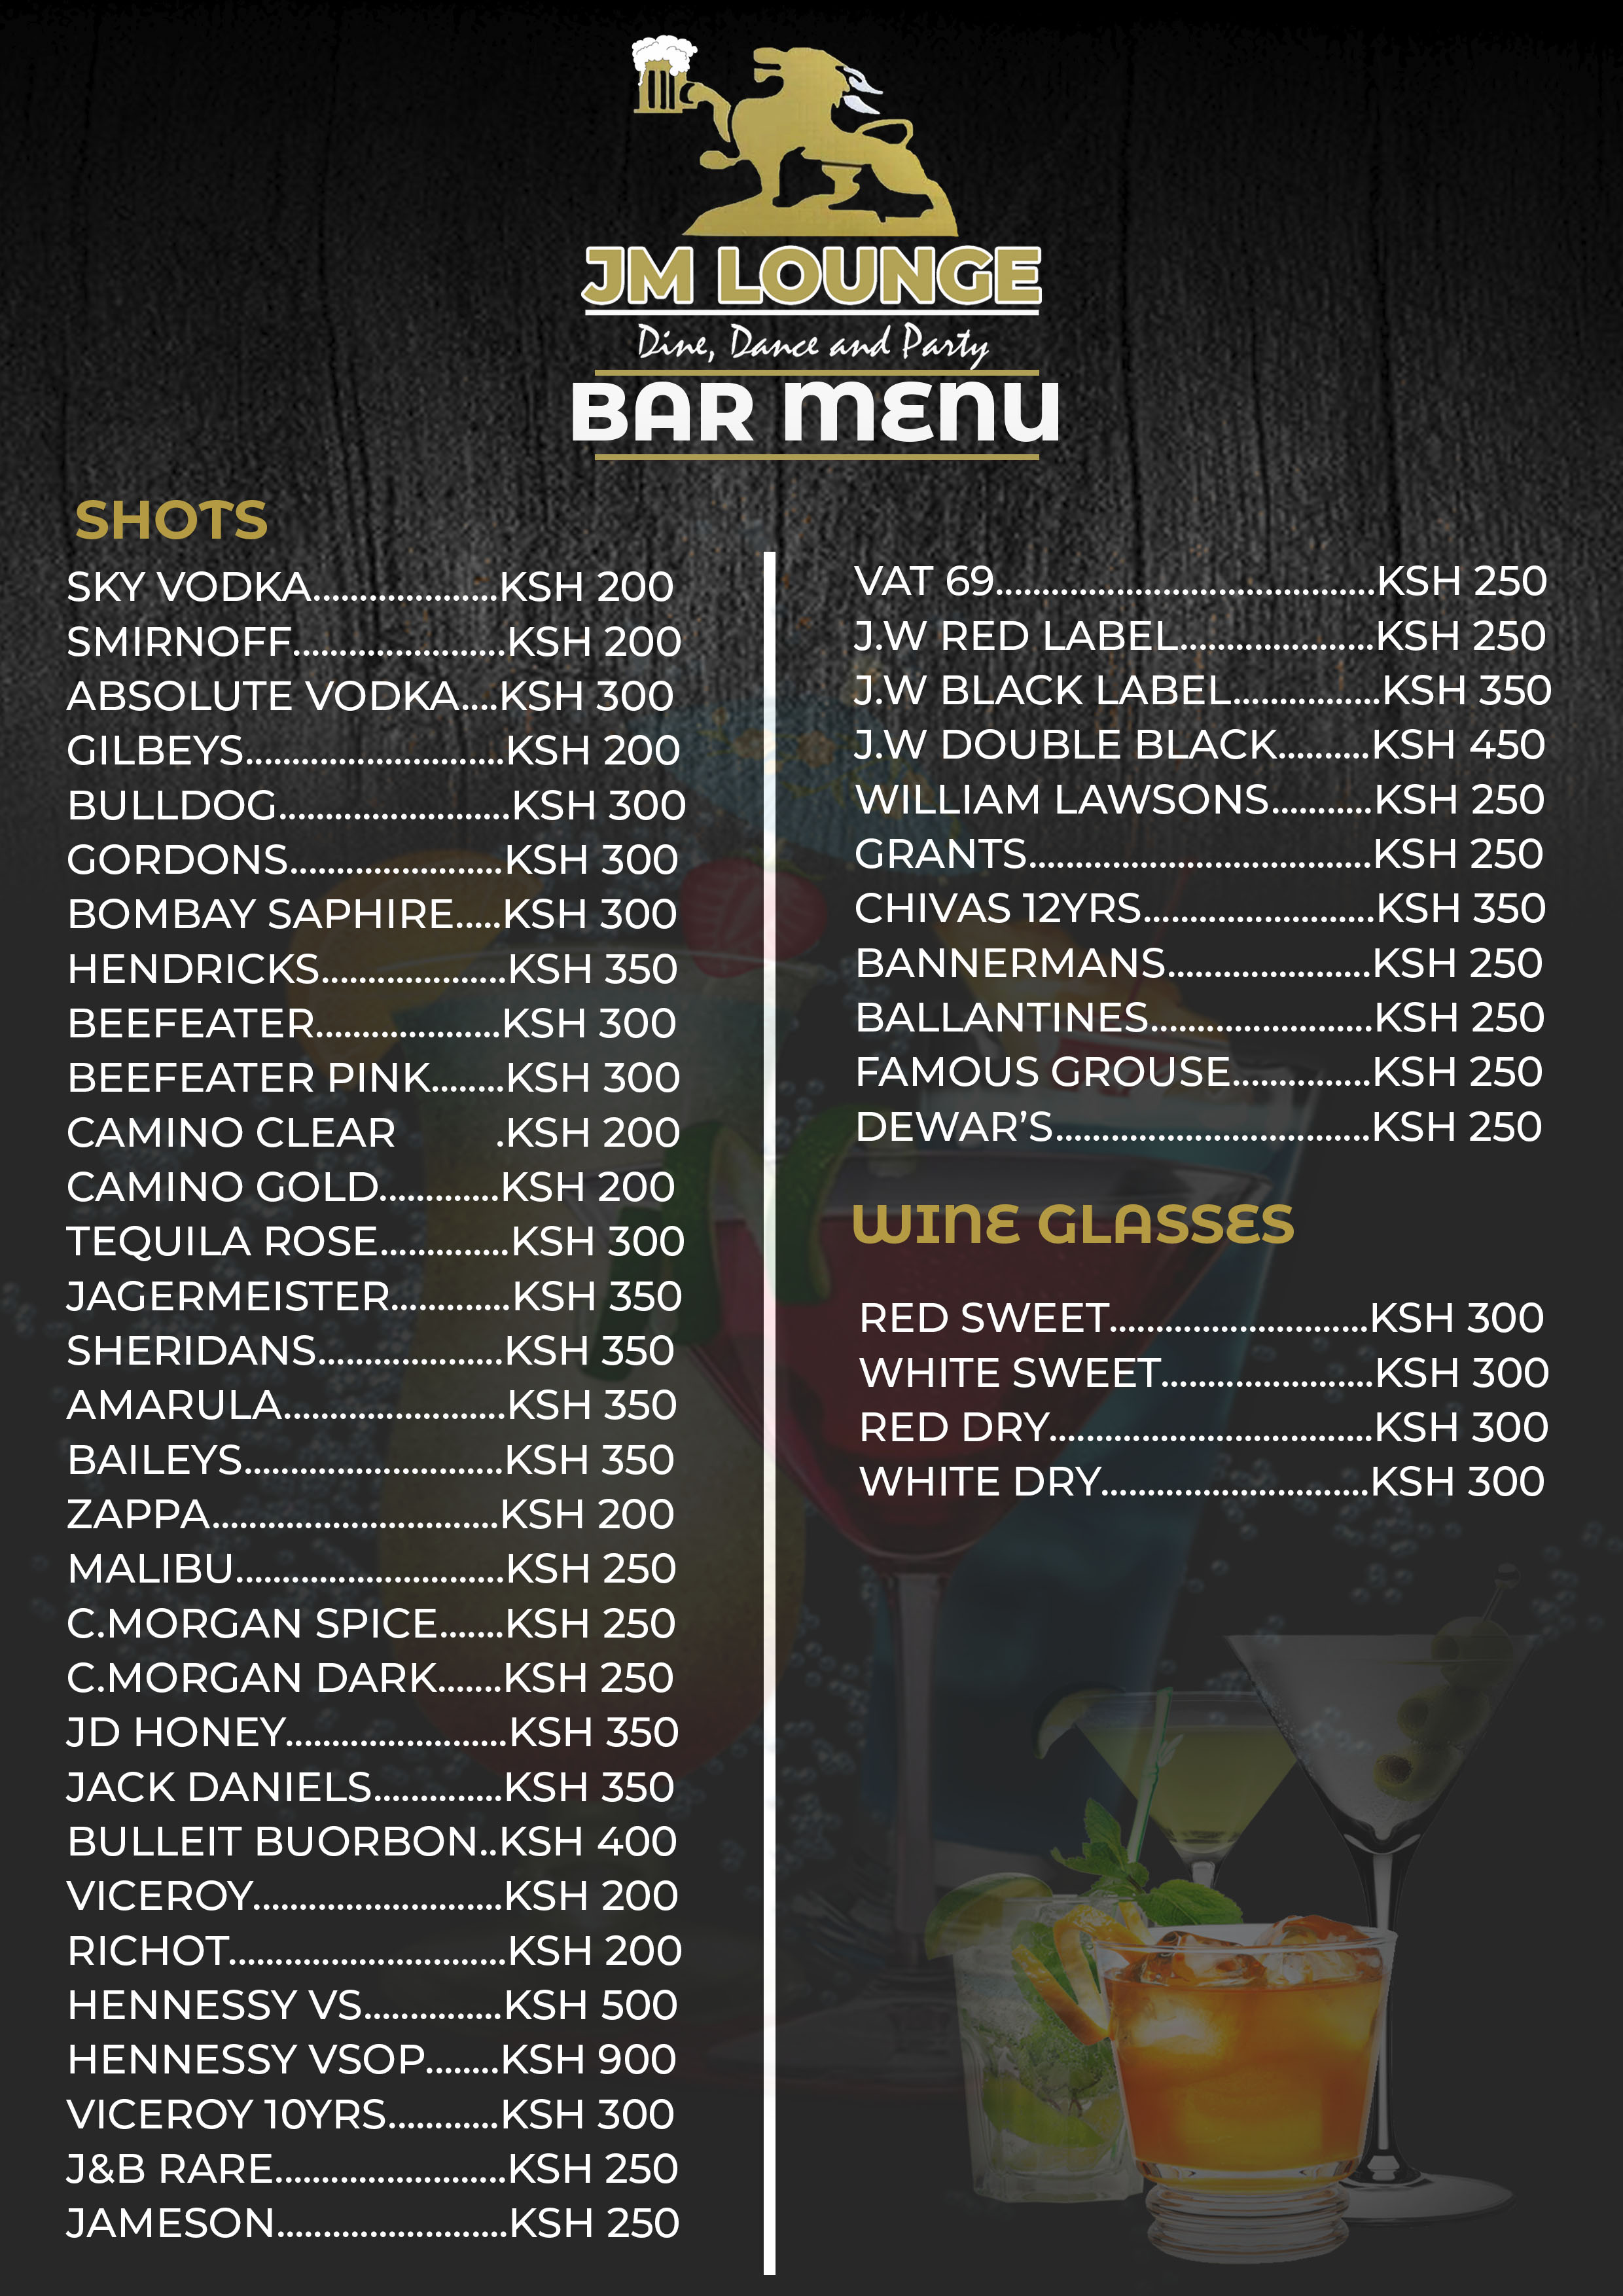 JM LOUNGE
Dine, Dance and Party
BAR MENU
SHOTS
SKY VODKA....................KSH 200
SMIRNOFF.......................KSH 200
ABSOLUTE VODKA....KSH 300
GILBEYS............................KSH 200
BULLDOG.........................KSH 300
GORDONS.......................KSH 300
BOMBAY SAPHIRE.....KSH 300
HENDRICKS....................KSH 350
BEEFEATER....................KSH 300
BEEFEATER PINK........KSH 300
CAMINO CLEAR .KSH 200
CAMINO GOLD.............KSH 200
TEQUILA ROSE..............KSH 300
JAGERMEISTER.............KSH 350
SHERIDANS....................KSH 350
AMARULA........................KSH 350
BAILEYS............................KSH 350
ZAPPA...............................KSH 200
MALIBU.............................KSH 250
C.MORGAN SPICE.......KSH 250
C.MORGAN DARK.......KSH 250
JD HONEY........................KSH 350
JACK DANIELS..............KSH 350
BULLEIT BUORBON..KSH 400
VICEROY...........................KSH 200
RICHOT..............................KSH 200
HENNESSY VS...............KSH 500
HENNESSY VSOP........KSH 900
VICEROY 10YRS............KSH 300
J&B RARE.........................KSH 250
JAMESON.........................KSH 250
VAT 69.........................................KSH 250
J.W RED LABEL.....................KSH 250
J.W BLACK LABEL................KSH 350
J.W DOUBLE BLACK..........KSH 450
WILLIAM LAWSONS...........KSH 250
GRANTS.....................................KSH 250
CHIVAS 12YRS.........................KSH 350
BANNERMANS......................KSH 250
BALLANTINES........................KSH 250
FAMOUS GROUSE...............KSH 250
DEWAR’S..................................KSH 250
WINE GLASSES
RED SWEET............................KSH 300
WHITE SWEET.......................KSH 300
RED DRY...................................KSH 300
WHITE DRY.............................KSH 300